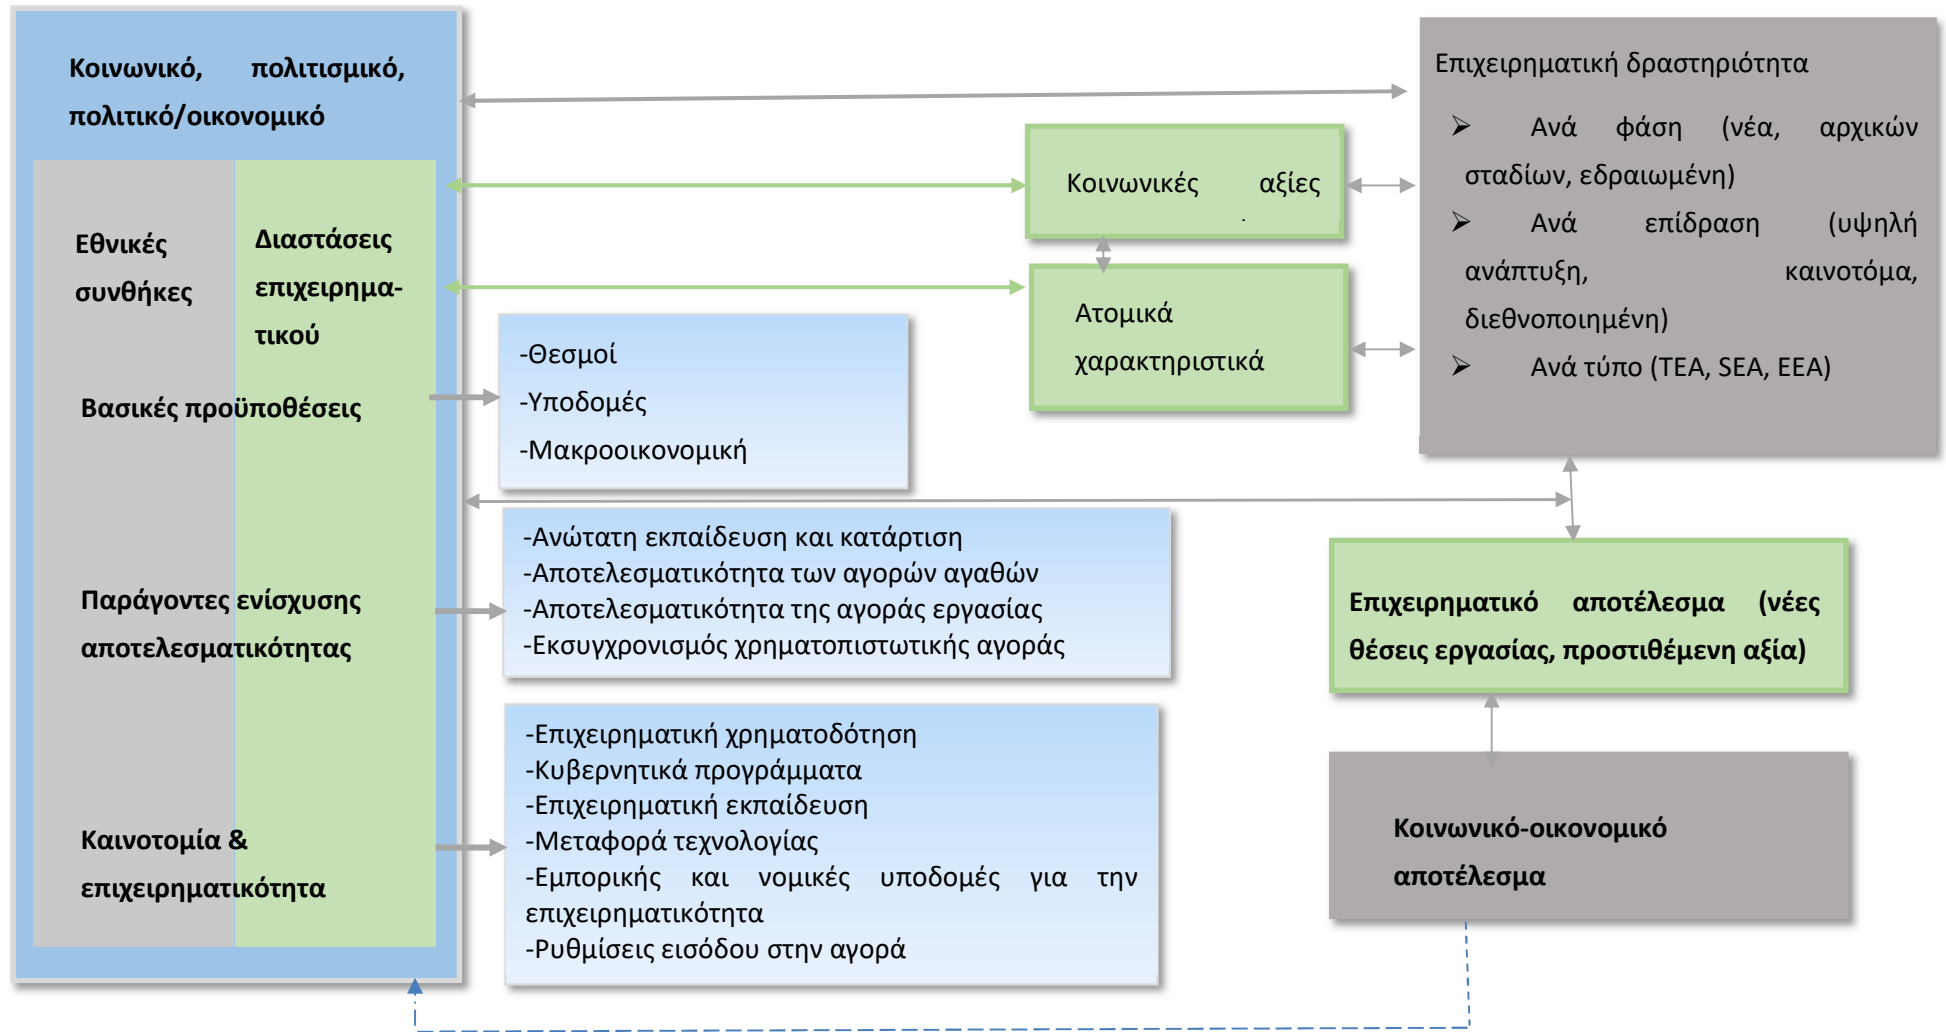 Κοινωνικό, πολιτισμικό,
πολιτικό/οικονομικό
Εθνικές
συνθήκες
Διαστάσεις
επιχειρημα-
τικού
Βασικές προϋποθέσεις
Παράγοντες ενίσχυσης
αποτελεσματικότητας
Καινοτομία &
επιχειρηματικότητα
-Θεσμοί
-Υποδομές
-Μακροοικονομική
-Ανώτατη εκπαίδευση και κατάρτιση
-Αποτελεσματικότητα των αγορών αγαθών
-Αποτελεσματικότητα της αγοράς εργασίας
-Εκσυγχρονισμός χρηματοπιστωτικής αγοράς
-Επιχειρηματική χρηματοδότηση
-Κυβερνητικά προγράμματα
-Επιχειρηματική εκπαίδευση
-Μεταφορά τεχνολογίας
-Εμπορικής και νομικές υποδομές για την
επιχειρηματικότητα
-Ρυθμίσεις εισόδου στην αγορά
Κοινωνικές αξίες
Ατομικά
χαρακτηριστικά
Επιχειρηματική δραστηριότητα
➢ Ανά φάση (νέα, αρχικών
σταδίων, εδραιωμένη)
➢ Ανά επίδραση (υψηλή
ανάπτυξη, καινοτόμα,
διεθνοποιημένη)
➢ Ανά τύπο (TEA, SEA, EEA)
Επιχειρηματικό αποτέλεσμα (νέες
θέσεις εργασίας, προστιθέμενη αξία)
Κοινωνικό-οικονομικό
αποτέλεσμα